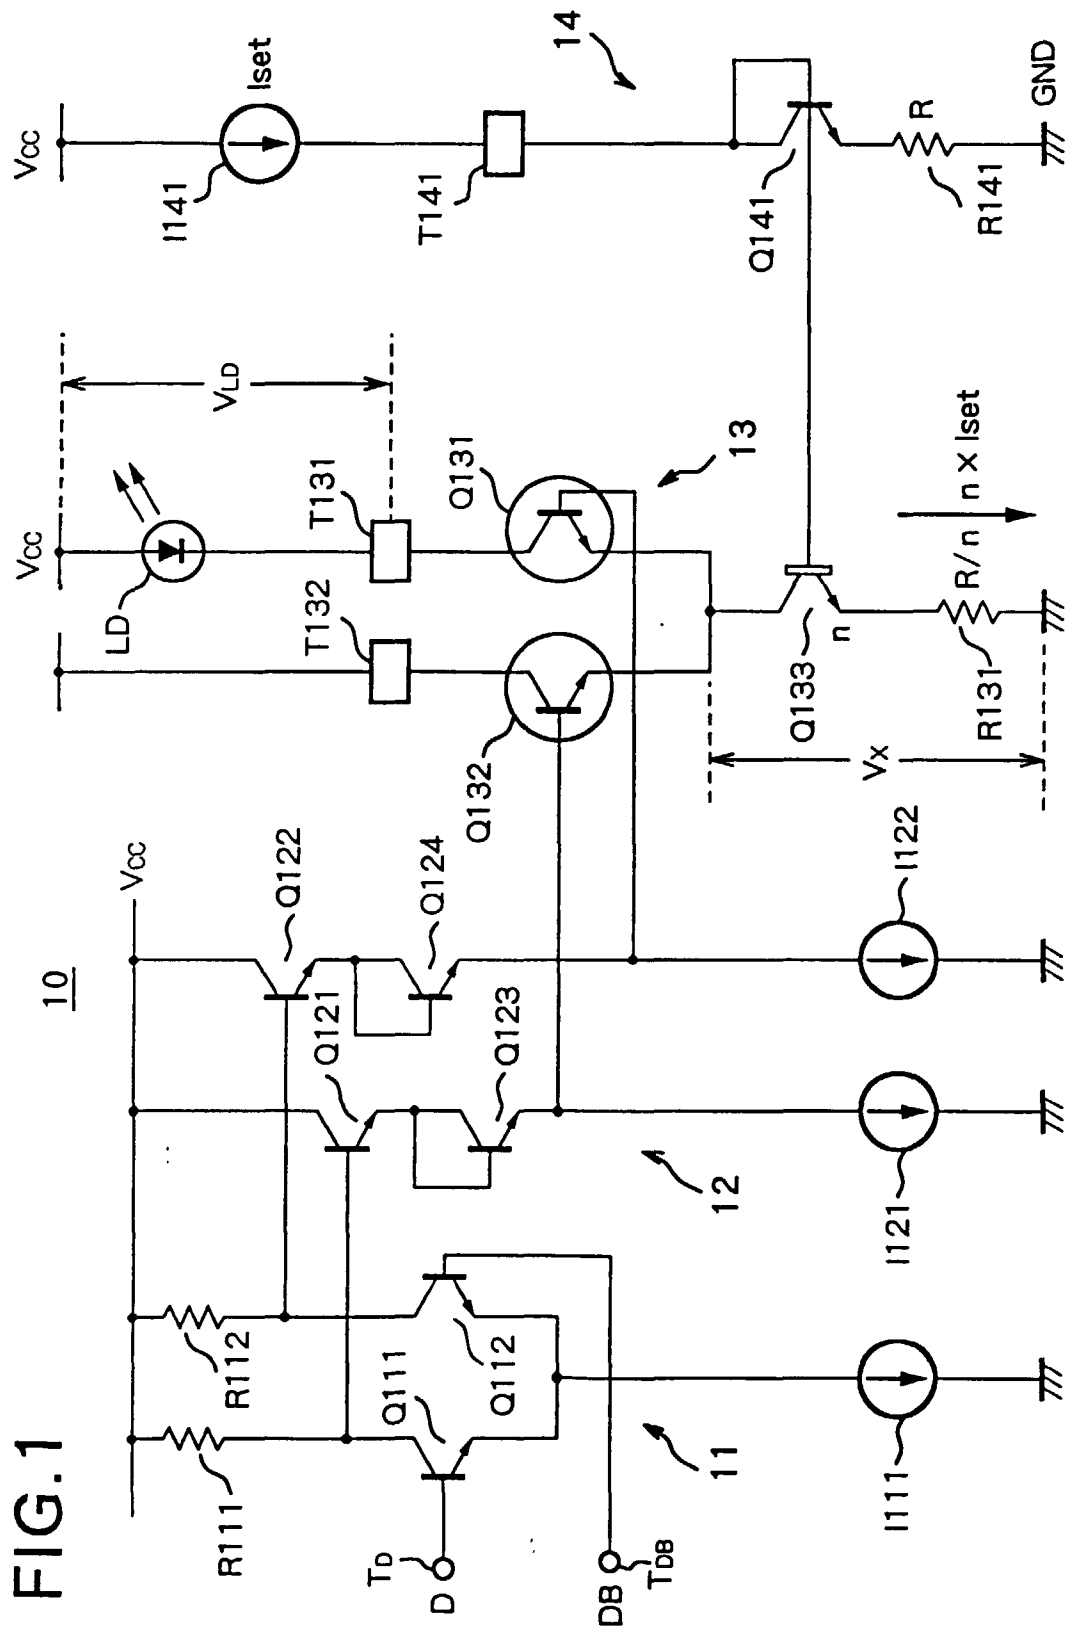 FIG.1
10
Vcc
R111
R112
TD
D
DB
TDB
Q111
Q112
11
I111
Q121
Q122
Q123
Q124
12
I121
I122
Vcc
LD
VLD
T132
T131
Q132
Q131
13
Q133
n
R131
R/n
n × Iset
Vx
Vcc
I141
Iset
T141
14
Q141
R141
R
GND